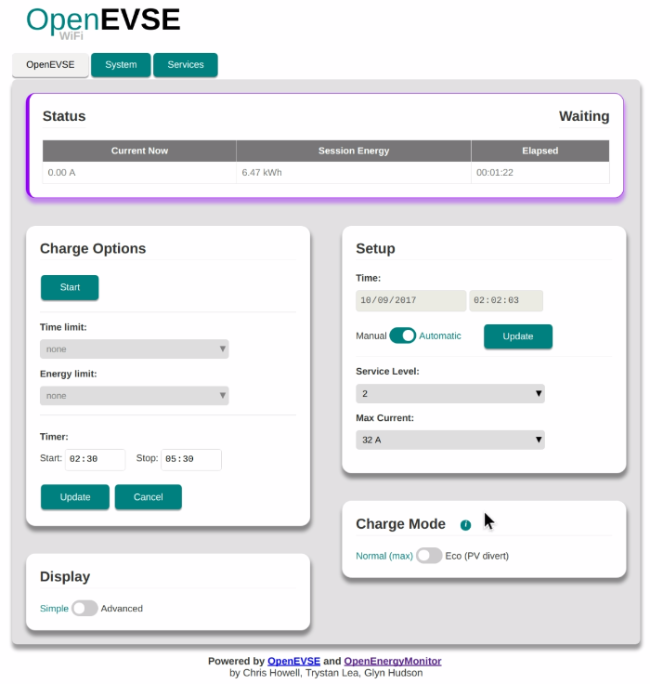 OpenEVSE
WiFi
OpenEVSE System Services
Status Waiting
Current Now Session Energy Elapsed
0.00 A 6.47 kWh 00:01:22
Charge Options
Start
Time limit:
none
Energy limit:
none
Timer:
Start: 02:30 Stop: 05:30
Update Cancel
Display
Simple Advanced
Setup
Time:
10/09/2017 02:02:03
Manual Automatic Update
Service Level:
2
Max Current:
32 A
Charge Mode
Normal (max) Eco (PV divert)
Powered by OpenEVSE and OpenEnergyMonitor
by Chris Howell, Trystan Lea, Glyn Hudson